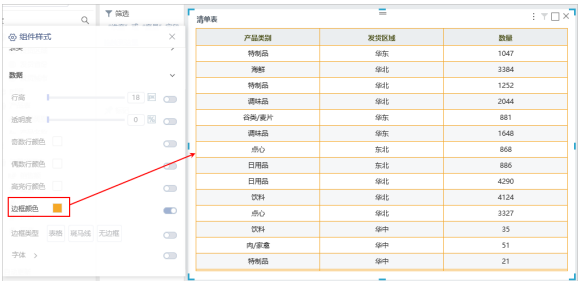 筛选
组件样式
数据
行高 18
透明度 0
奇数行颜色
偶数行颜色
高亮行颜色
边框颜色
边框类型 表格 斑马线 无边框
字体
清单表
产品类别 发货区域 数量
特制品 华东 1047
海鲜 华北 3384
特制品 华北 1252
调味品 华北 2044
谷类/麦片 华东 881
调味品 华东 1648
点心 东北 868
日用品 东北 886
日用品 华北 4290
饮料 华北 4124
点心 华北 3327
饮料 华中 35
肉/家禽 华中 51
特制品 华中 21